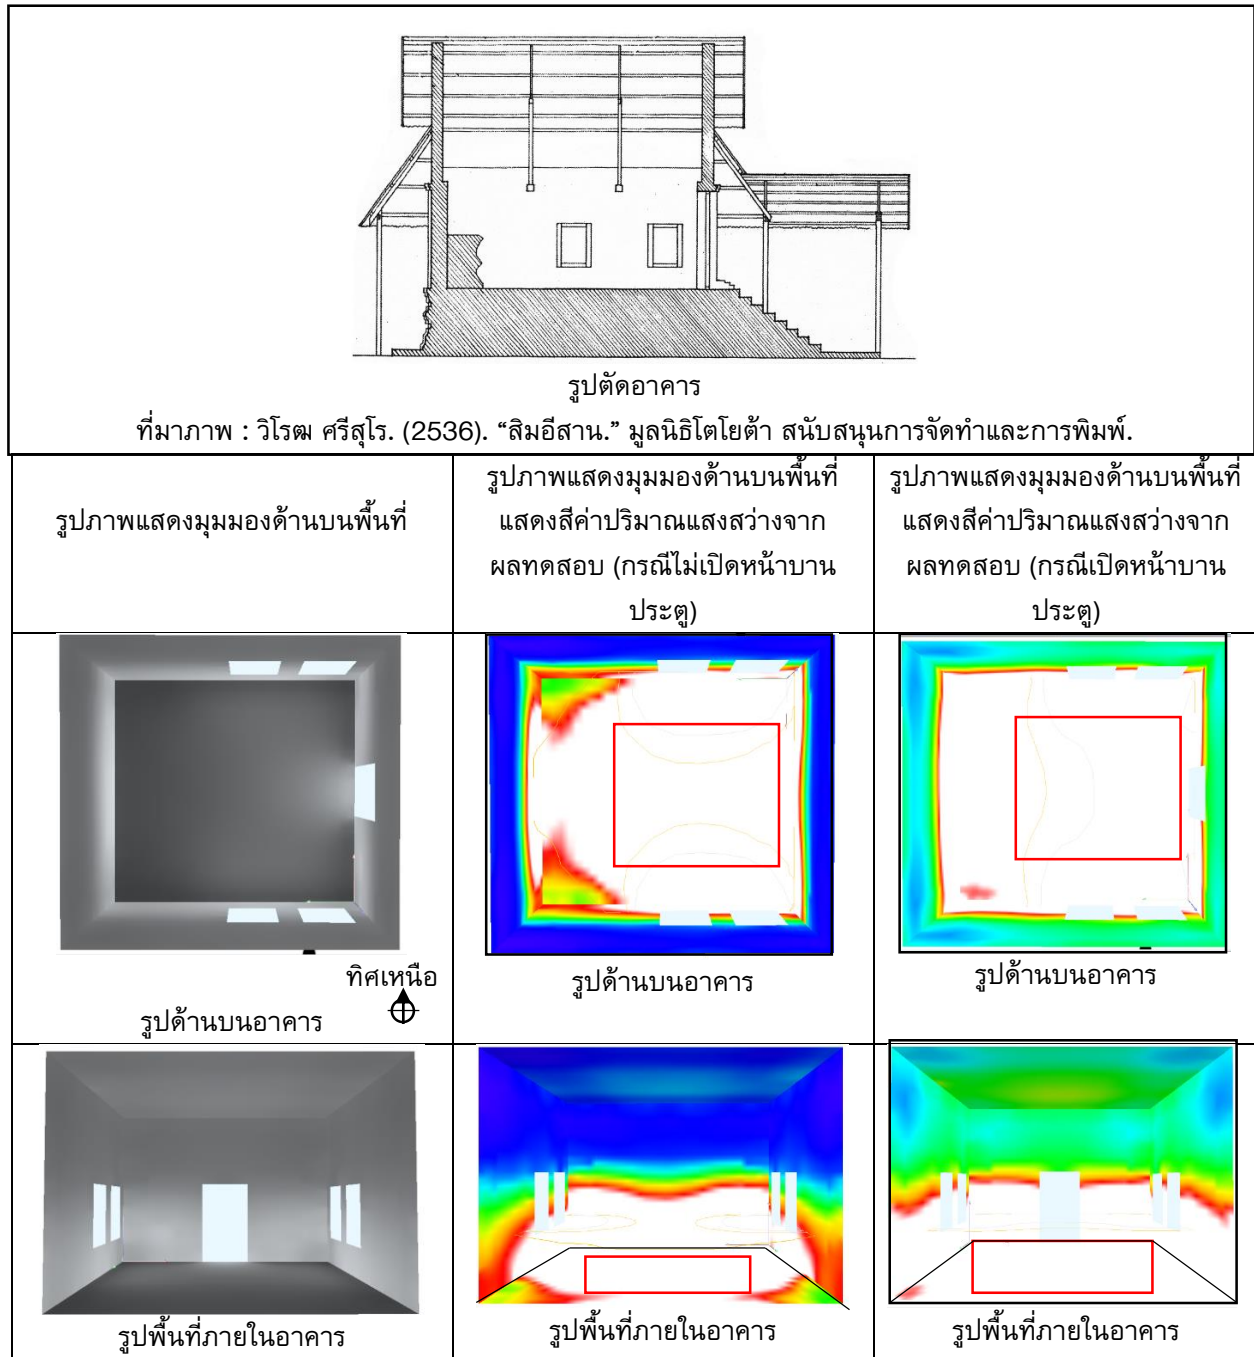 รูปตัดอาคาร
ที่มาภาพ : วิโรฒ ศรีสุโร. (2536). “สิมอีสาน.” มูลนิธิโตโยต้า สนับสนุนการจัดทำและการพิมพ์.
รูปภาพแสดงมุมมองด้านบนพื้นที่
รูปภาพแสดงมุมมองด้านบนพื้นที่
แสดงสีค่าปริมาณแสงสว่างจาก
ผลทดสอบ (กรณีไม่เปิดหน้าบาน
ประตู)
รูปภาพแสดงมุมมองด้านบนพื้นที่
แสดงสีค่าปริมาณแสงสว่างจาก
ผลทดสอบ (กรณีเปิดหน้าบาน
ประตู)
ทิศเหนือ
รูปด้านบนอาคาร
รูปด้านบนอาคาร
รูปด้านบนอาคาร
รูปพื้นที่ภายในอาคาร
รูปพื้นที่ภายในอาคาร
รูปพื้นที่ภายในอาคาร